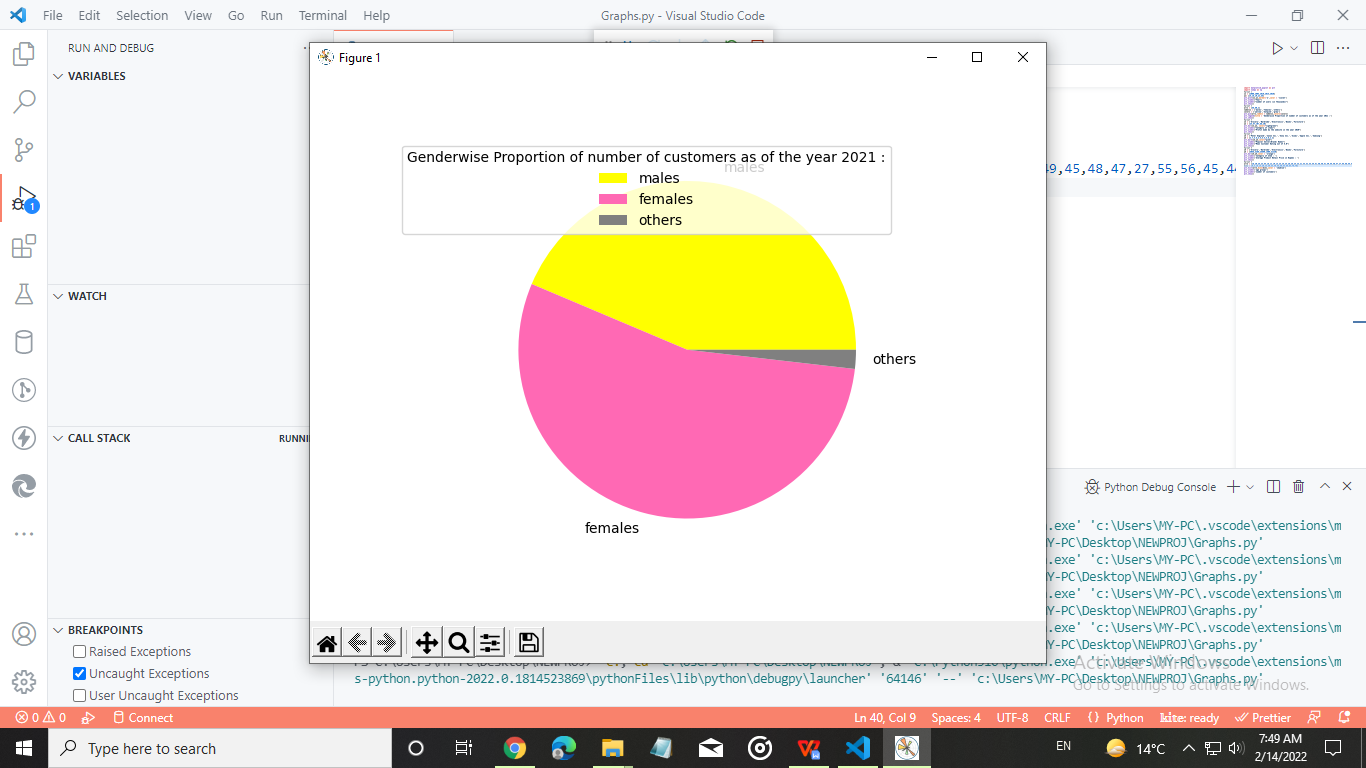 File Edit Selection View Go Run Terminal Help
Graphs.py - Visual Studio Code
RUN AND DEBUG
VARIABLES
Figure 1
Genderwise Proportion of number of customers as of the year 2021 :
males
males
females
others
others
females
49,45,48,47,27,55,56,45,44
WATCH
CALL STACK
BREAKPOINTS
Raised Exceptions
Uncaught Exceptions
User Uncaught Exceptions
1
Python Debug Console
.exe' 'c:\Users\MY-PC\.vscode\extensions\m
Y-PC\Desktop\NEWPROJ\Graphs.py'
.exe' 'c:\Users\MY-PC\.vscode\extensions\m
Y-PC\Desktop\NEWPROJ\Graphs.py'
.exe' 'c:\Users\MY-PC\.vscode\extensions\m
Y-PC\Desktop\NEWPROJ\Graphs.py'
.exe' 'c:\Users\MY-PC\.vscode\extensions\m
Y-PC\Desktop\NEWPROJ\Graphs.py'
'c:\Users\MY-PC\.vscode\extensions\m
s-python.python-2022.0.1814523869\pythonFiles\lib\python\debugpy\launcher' '64146' '--' 'c:\Users\MY-PC\Desktop\NEWPROJ\Graphs.py'
Activate Windows
Go to Settings to activate Windows.
0 0 Connect
Ln 40, Col 9 Spaces: 4 UTF-8 CRLF Python kite: ready Prettier
Type here to search
EN
14°C
7:49 AM
2/14/2022